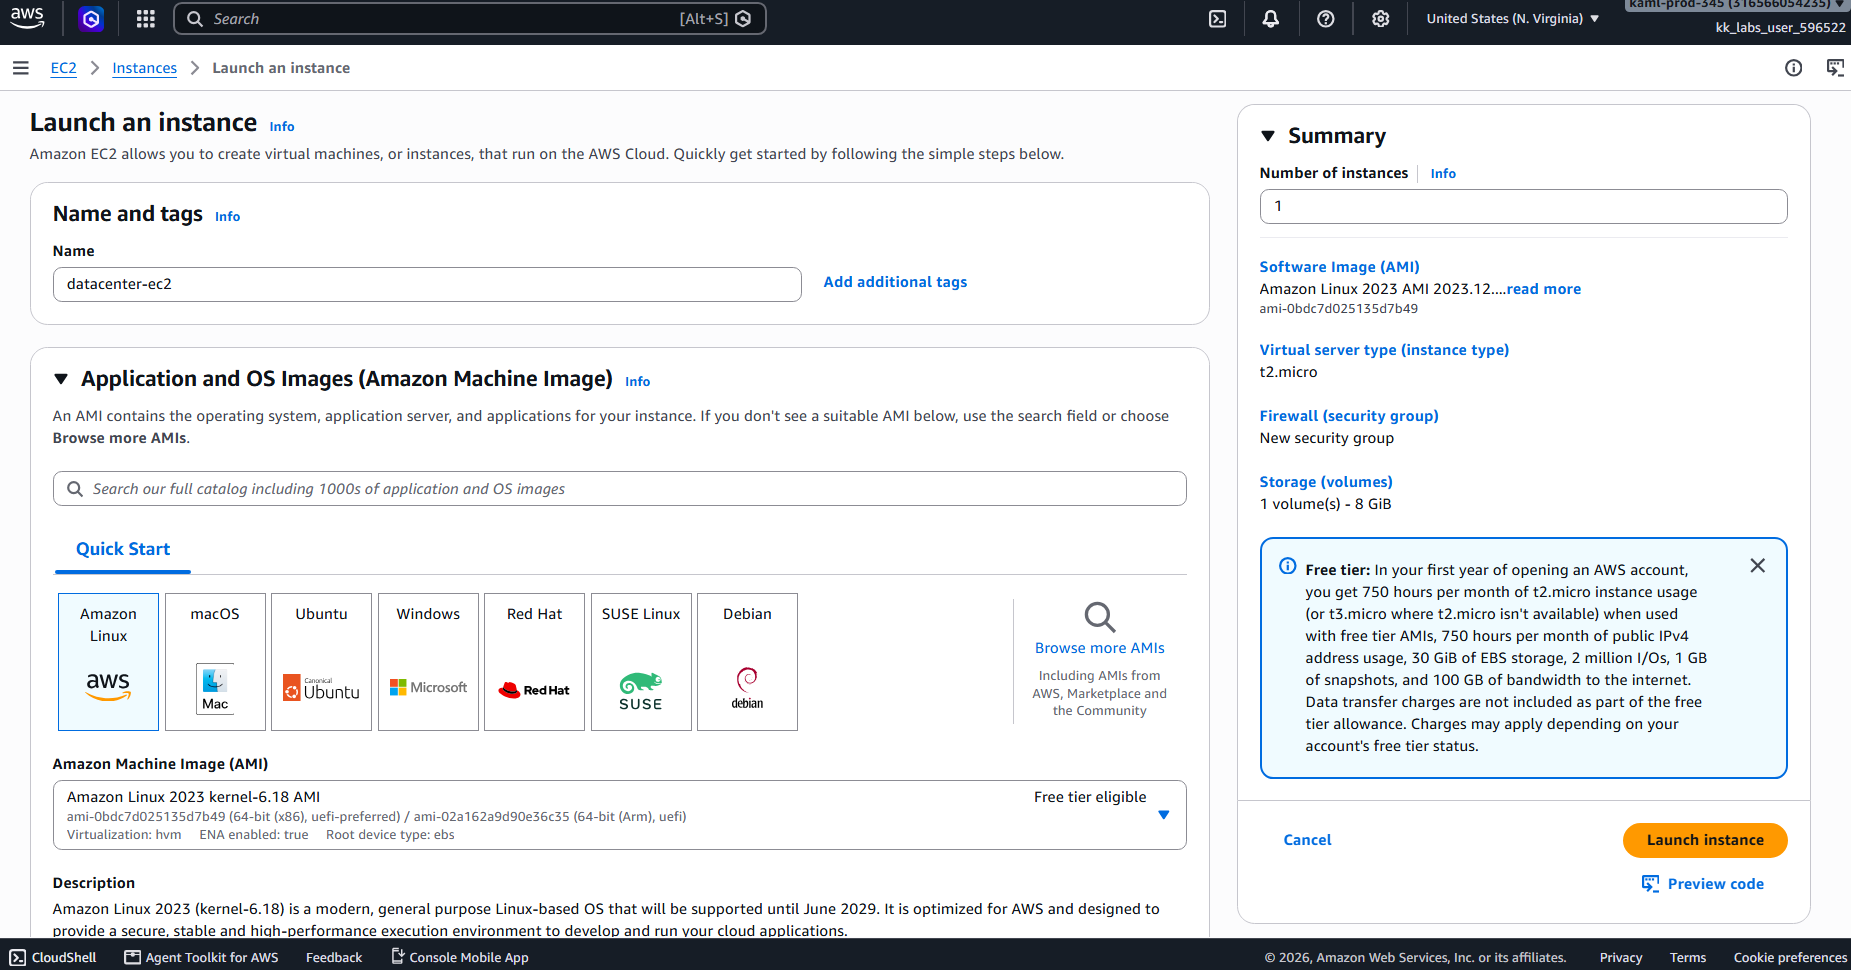 aws
Search
[Alt+S]
United States (N. Virginia)
kaml-prod-345 (316566054235)
kk_labs_user_596522
EC2
Instances
Launch an instance
Launch an instance Info
Amazon EC2 allows you to create virtual machines, or instances, that run on the AWS Cloud. Quickly get started by following the simple steps below.
Name and tags Info
Name
datacenter-ec2
Add additional tags
Application and OS Images (Amazon Machine Image) Info
An AMI contains the operating system, application server, and applications for your instance. If you don't see a suitable AMI below, use the search field or choose
Browse more AMIs.
Search our full catalog including 1000s of application and OS images
Quick Start
Amazon
Linux
aws
macOS
Mac
Ubuntu
Canonical
Ubuntu
Windows
Microsoft
Red Hat
Red Hat
SUSE Linux
SUSE
Debian
debian
Browse more AMIs
Including AMIs from
AWS, Marketplace and
the Community
Amazon Machine Image (AMI)
Amazon Linux 2023 kernel-6.18 AMI
Free tier eligible
ami-0bdc7d025135d7b49 (64-bit (x86), uefi-preferred) / ami-02a162a9d90e36c35 (64-bit (Arm), uefi)
Virtualization: hvm ENA enabled: true Root device type: ebs
Description
Amazon Linux 2023 (kernel-6.18) is a modern, general purpose Linux-based OS that will be supported until June 2029. It is optimized for AWS and designed to
provide a secure, stable and high-performance execution environment to develop and run your cloud applications.
Summary
Number of instances Info
1
Software Image (AMI)
Amazon Linux 2023 AMI 2023.12....read more
ami-0bdc7d025135d7b49
Virtual server type (instance type)
t2.micro
Firewall (security group)
New security group
Storage (volumes)
1 volume(s) - 8 GiB
Free tier: In your first year of opening an AWS account,
you get 750 hours per month of t2.micro instance usage
(or t3.micro where t2.micro isn't available) when used
with free tier AMIs, 750 hours per month of public IPv4
address usage, 30 GiB of EBS storage, 2 million I/Os, 1 GB
of snapshots, and 100 GB of bandwidth to the internet.
Data transfer charges are not included as part of the free
tier allowance. Charges may apply depending on your
account's free tier status.
Cancel
Launch instance
Preview code
CloudShell
Agent Toolkit for AWS
Feedback
Console Mobile App
© 2026, Amazon Web Services, Inc. or its affiliates.
Privacy
Terms
Cookie preferences